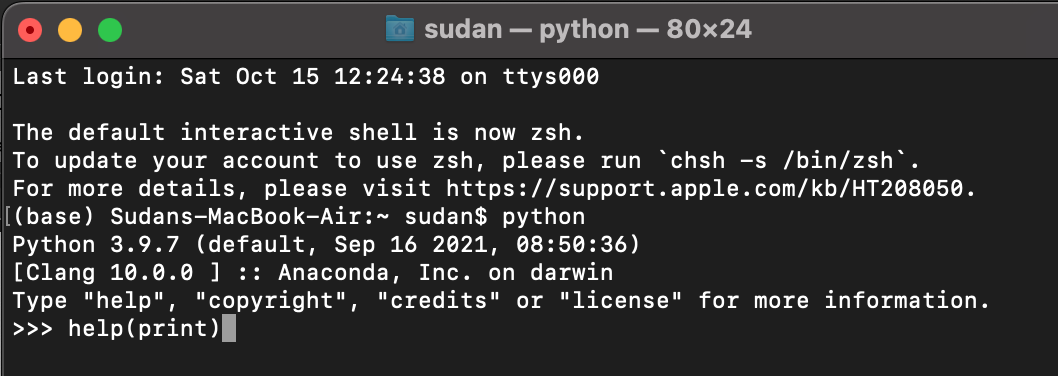 sudan — python — 80×24
Last login: Sat Oct 15 12:24:38 on ttys000
The default interactive shell is now zsh.
To update your account to use zsh, please run `chsh -s /bin/zsh`.
For more details, please visit https://support.apple.com/kb/HT208050.
[(base) Sudans-MacBook-Air:~ sudan$ python
Python 3.9.7 (default, Sep 16 2021, 08:50:36)
[Clang 10.0.0 ] :: Anaconda, Inc. on darwin
Type "help", "copyright", "credits" or "license" for more information.
>>> help(print)